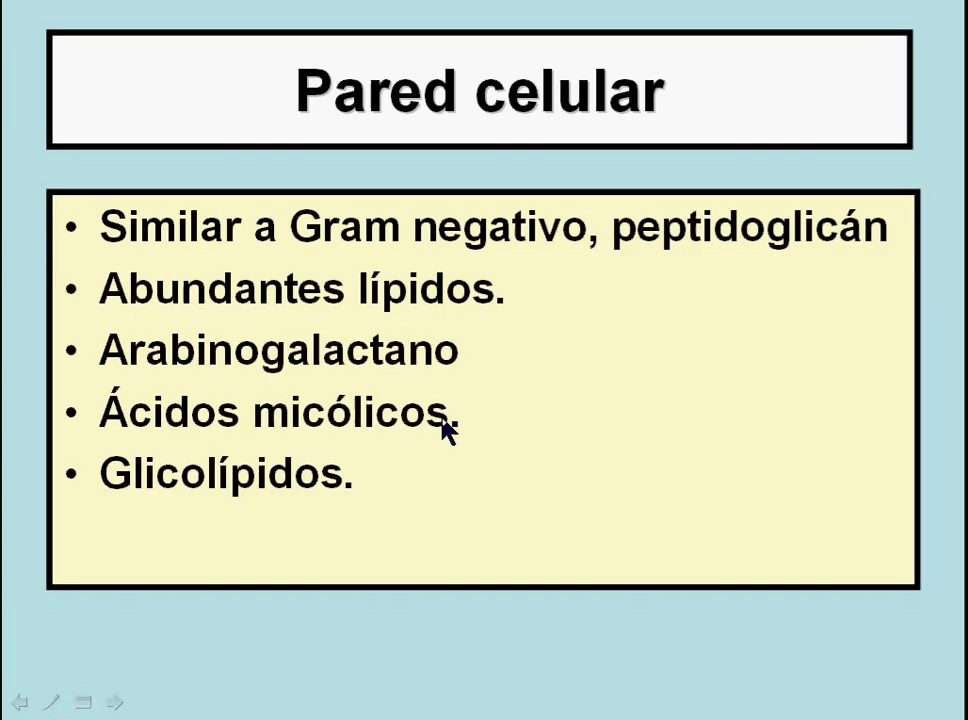 Pared celular
• Similar a Gram negativo, peptidoglicán
• Abundantes lípidos.
• Arabinogalactano
• Ácidos micólicos.
• Glicolípidos.